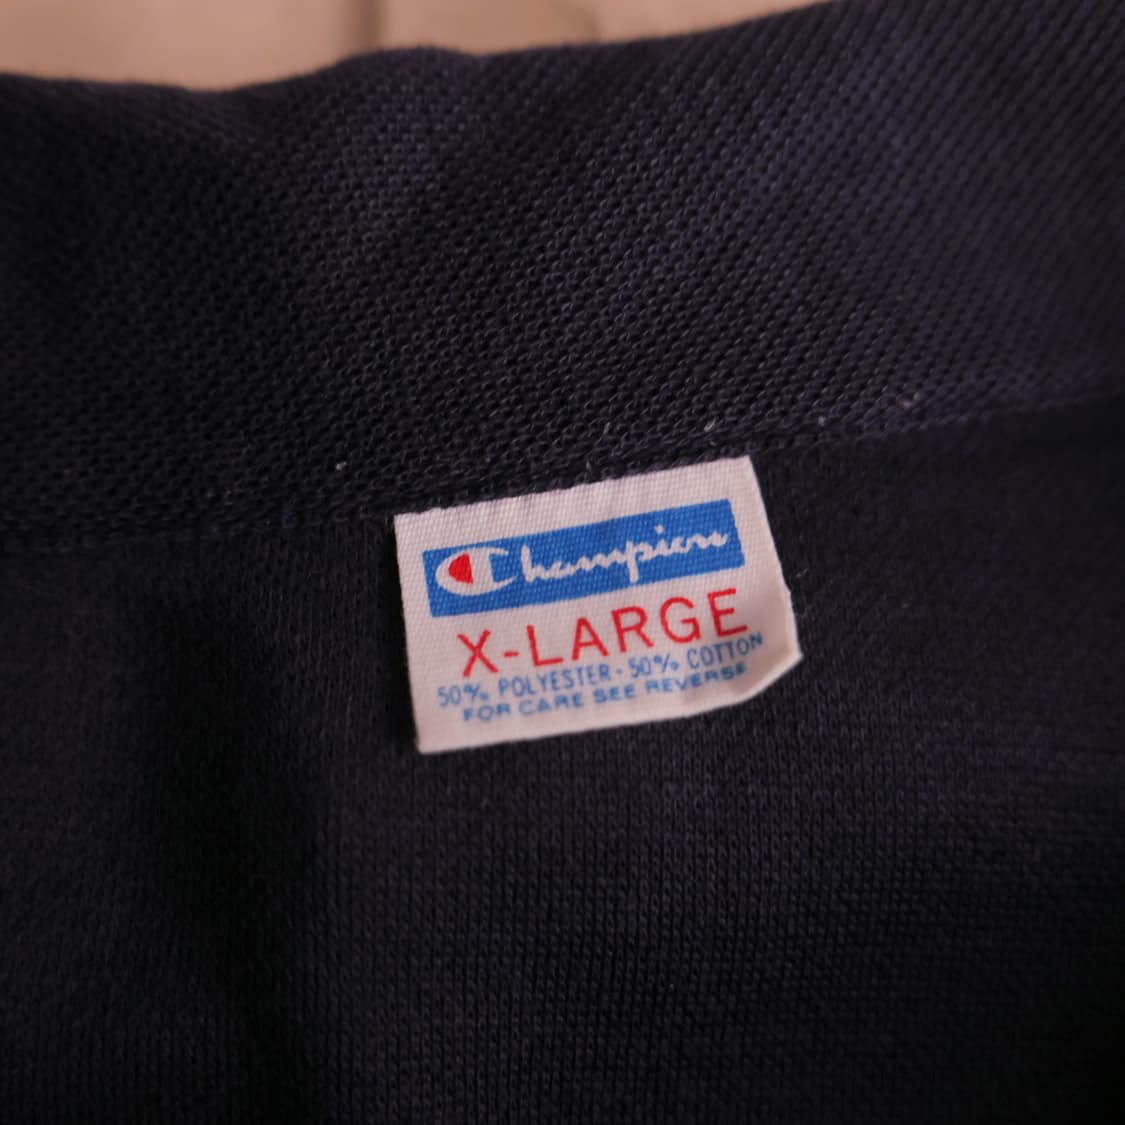 Champion
X-LARGE
50% POLYESTER · 50% COTTON
FOR CARE SEE REVERSE